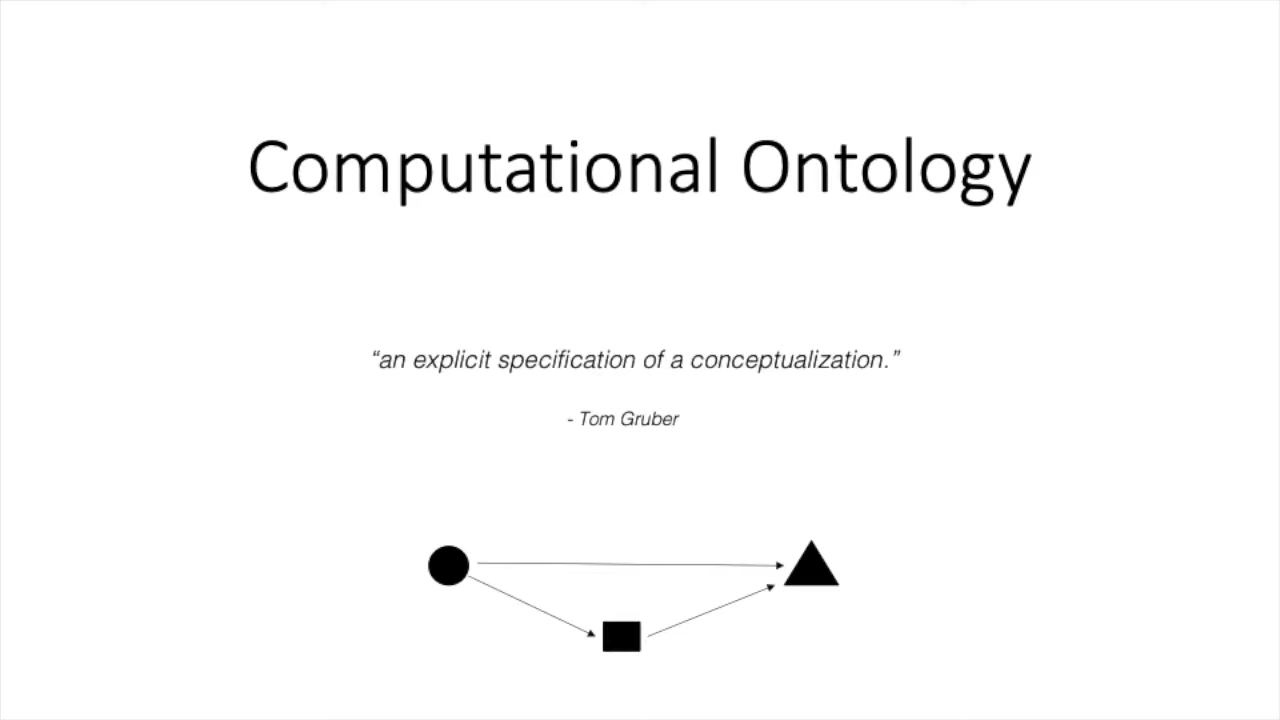 Computational Ontology
“an explicit specification of a conceptualization.”
- Tom Gruber